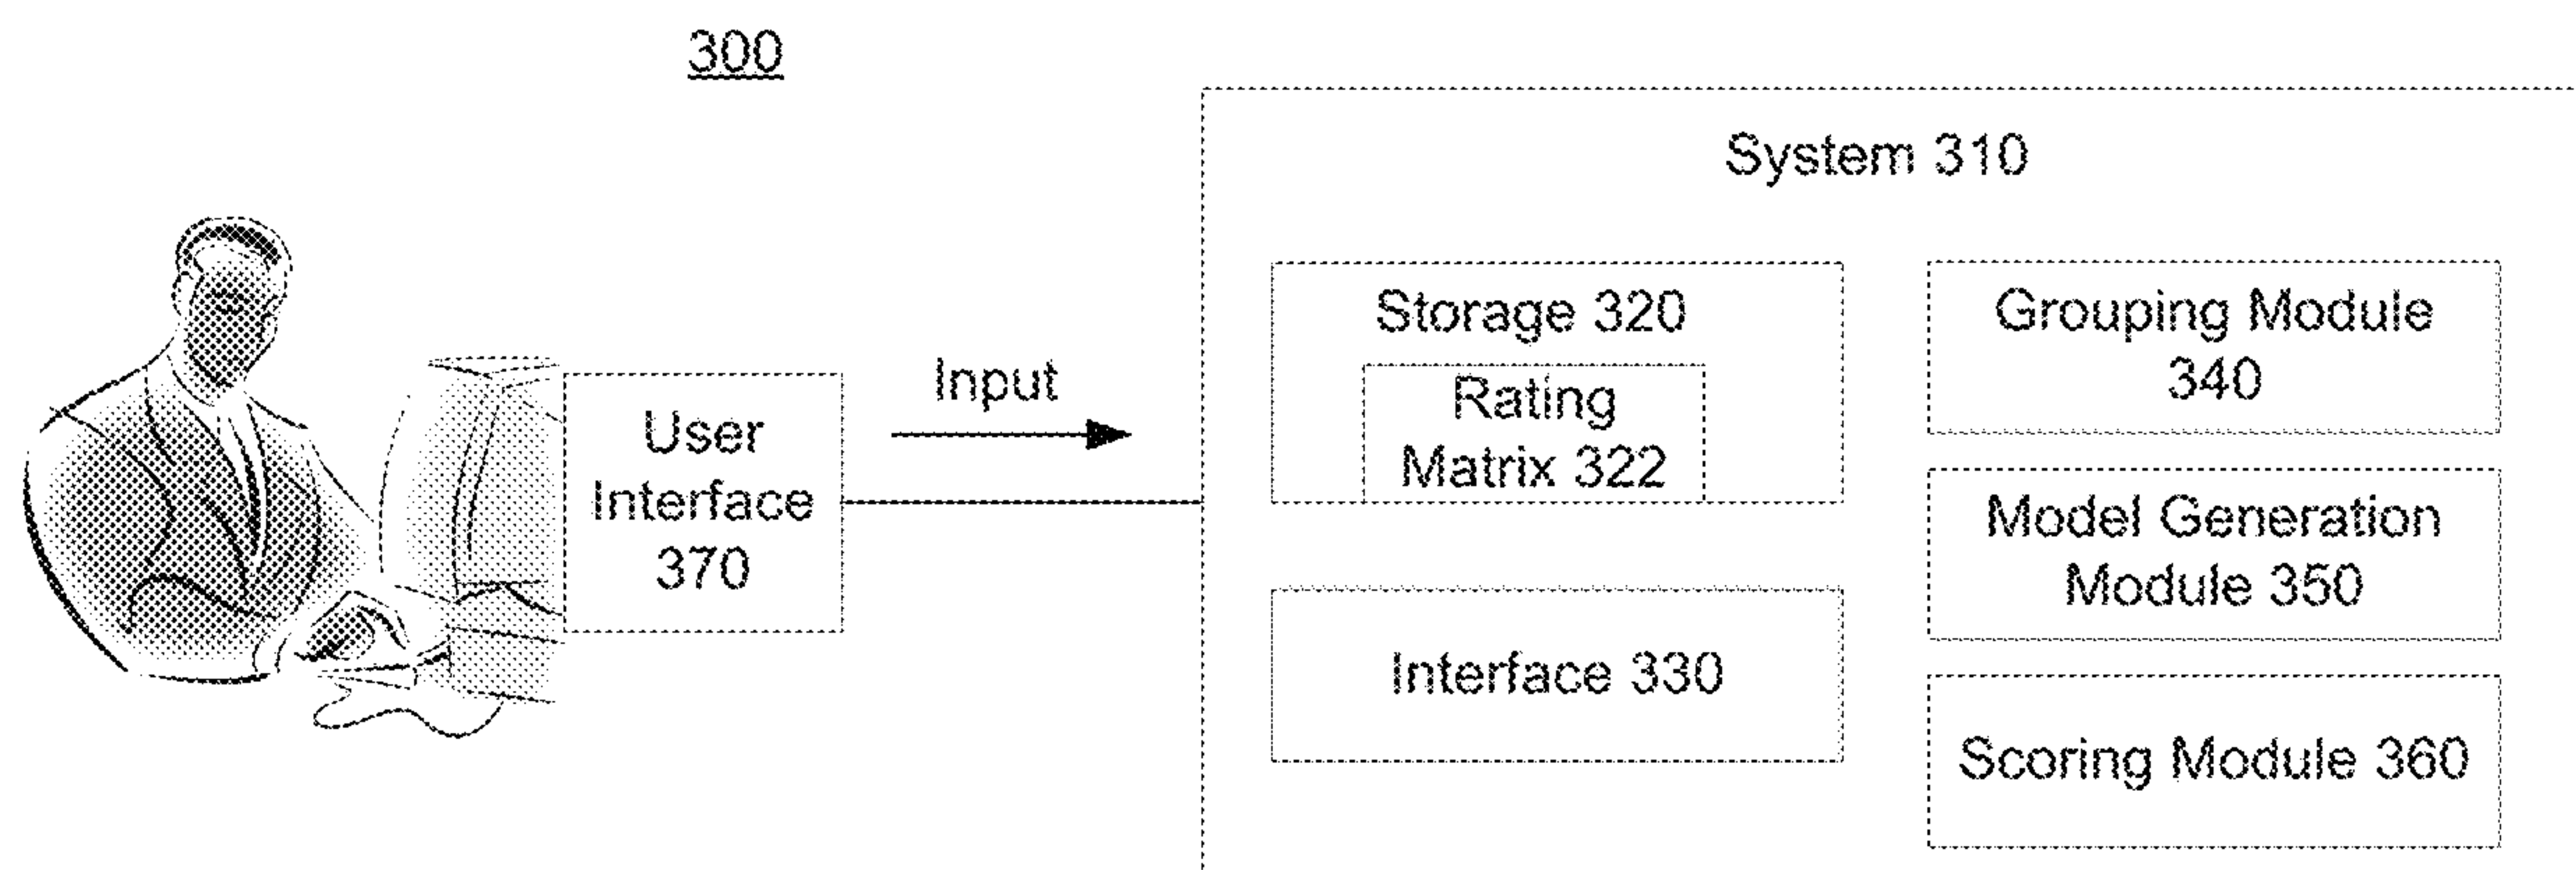 300
System 310
Storage 320
Rating
Matrix 322
Grouping Module
340
Input
User
Interface
370
Model Generation
Module 350
Interface 330
Scoring Module 360